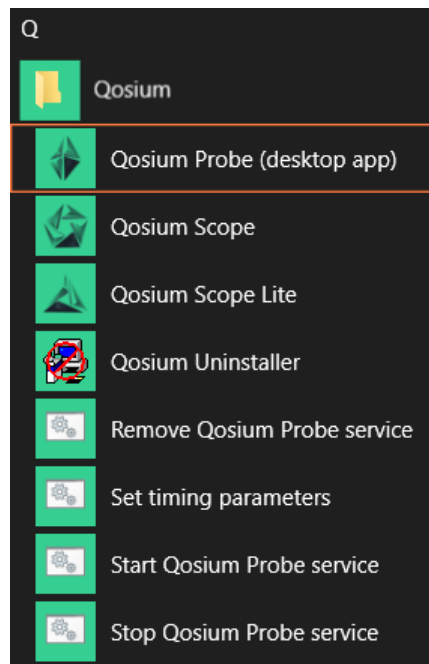 Q
Qosium
Qosium Probe (desktop app)
Qosium Scope
Qosium Scope Lite
Qosium Uninstaller
Remove Qosium Probe service
Set timing parameters
Start Qosium Probe service
Stop Qosium Probe service